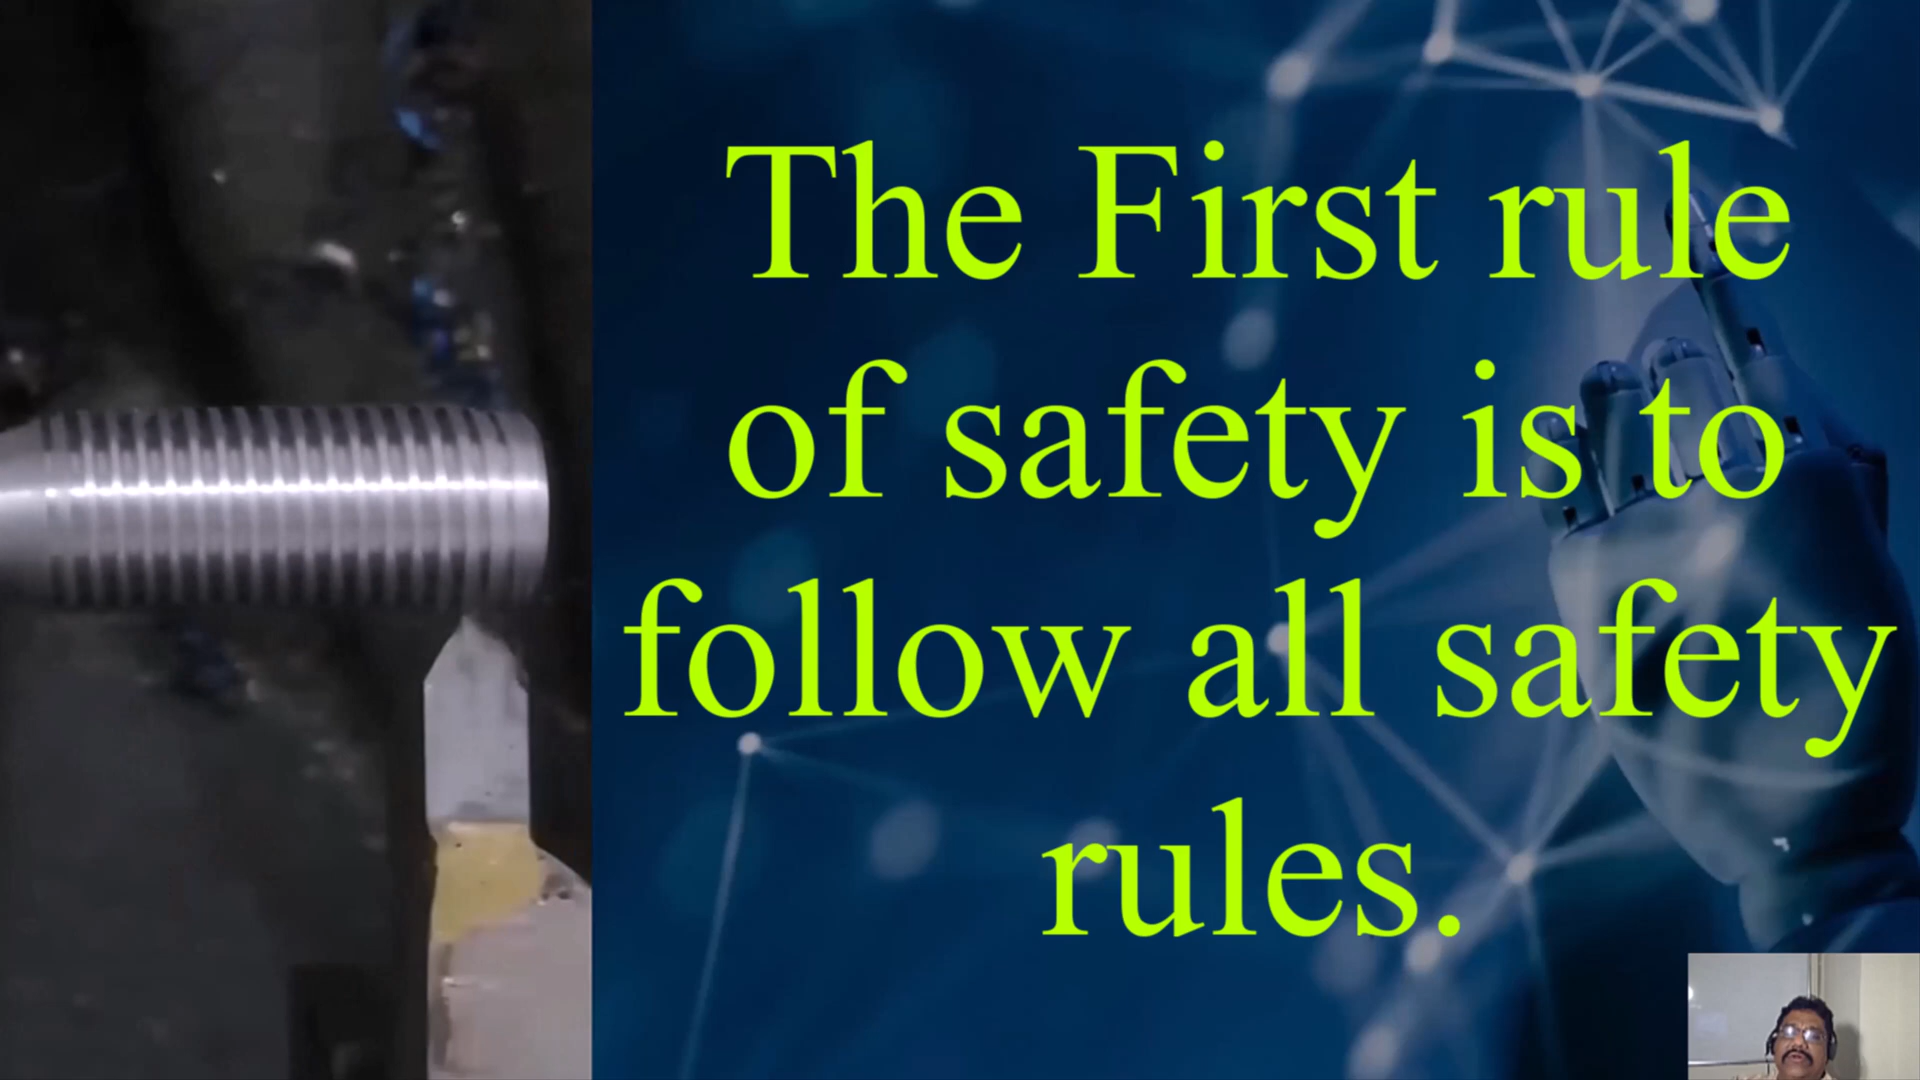 The First rule
of safety is to
follow all safety
rules.